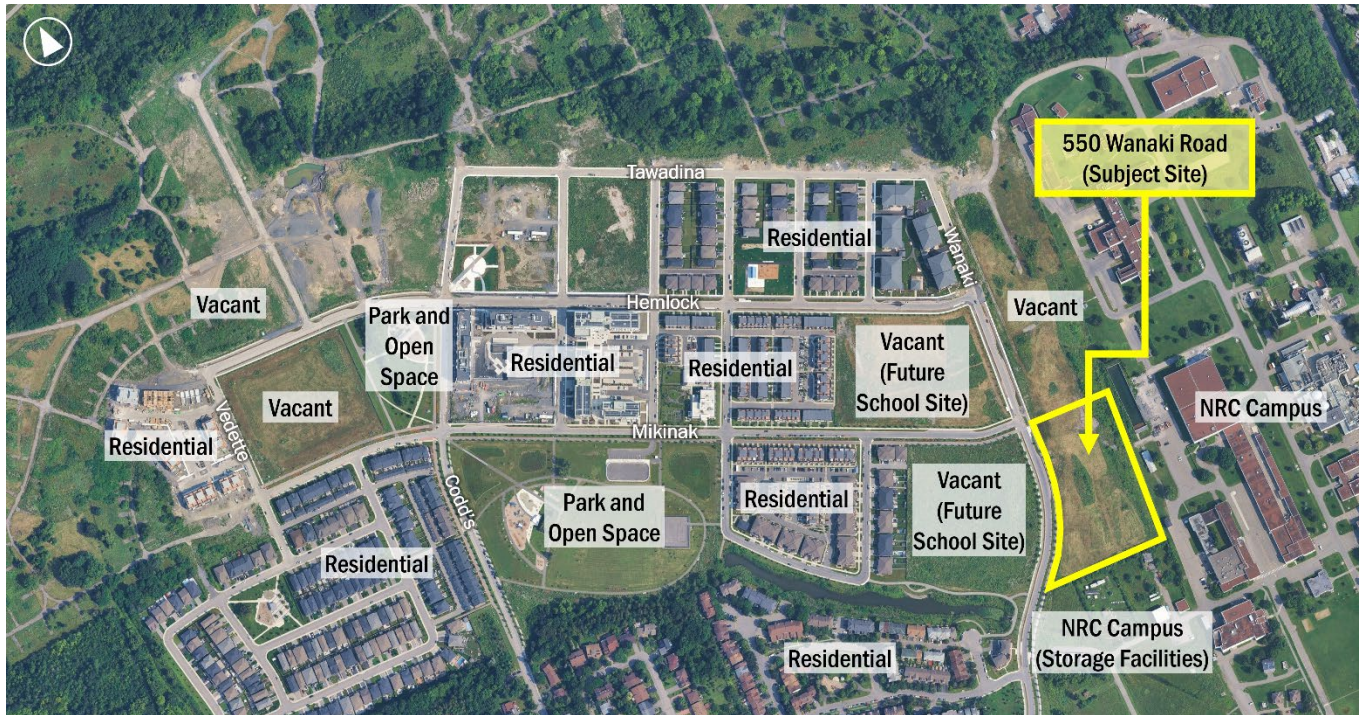 550 Wanaki Road
(Subject Site)
Tawadina
Residential
Wanaki
Vacant
Hemlock
Vacant
Park and
Open
Space
Residential
Residential
Vacant
(Future
School Site)
Vacant
Vedette
Residential
Mikinak
NRC Campus
Codd's
Park and
Open Space
Residential
Vacant
(Future
School Site)
Residential
Residential
NRC Campus
(Storage Facilities)